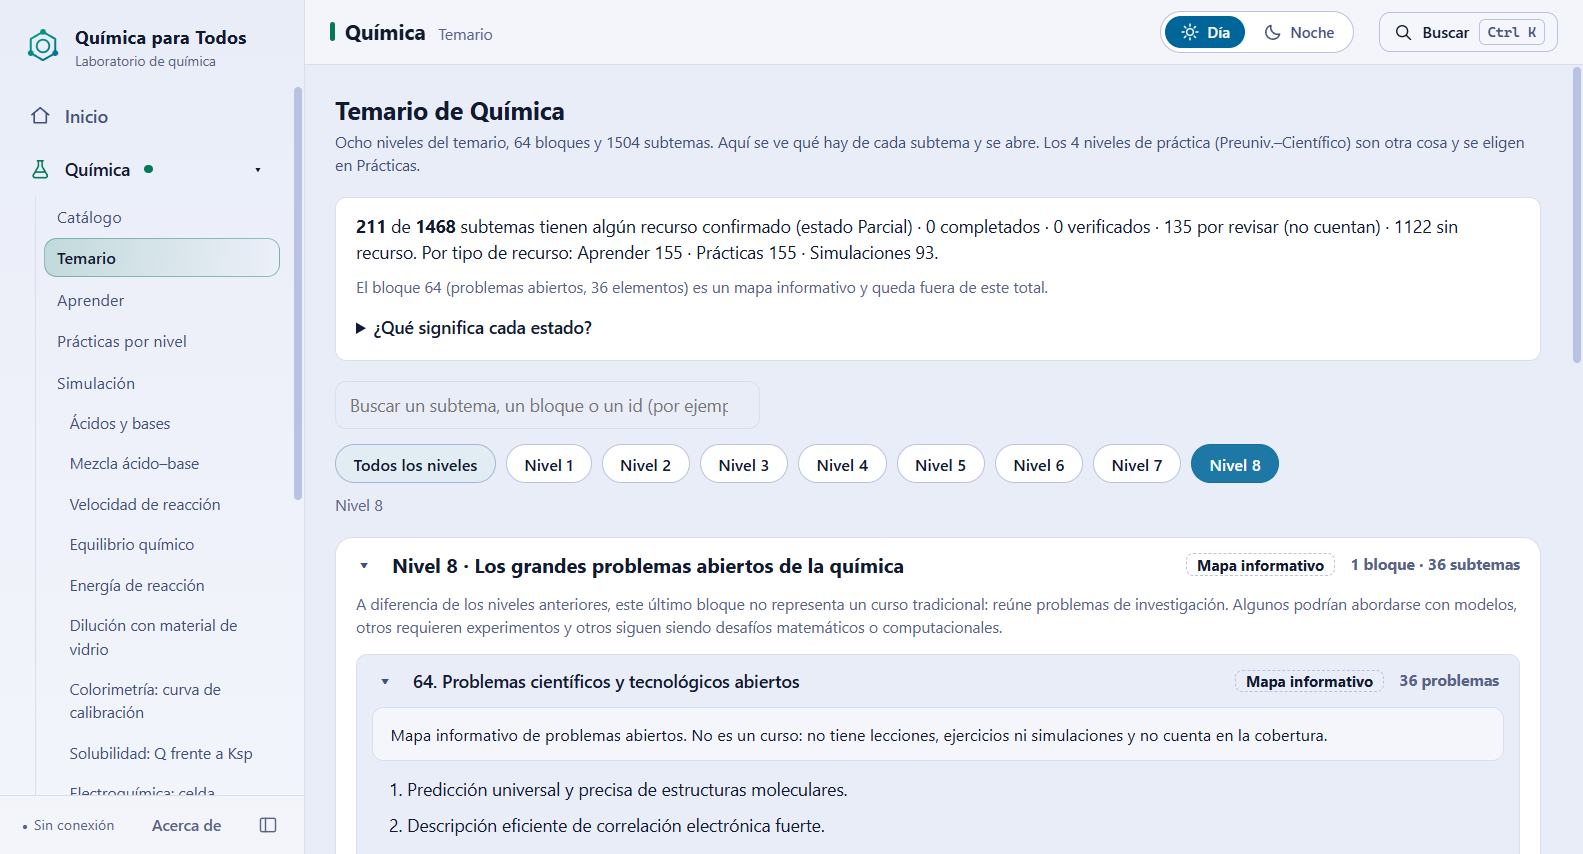 Química para Todos
Laboratorio de química
Inicio
Química
Catálogo
Temario
Aprender
Prácticas por nivel
Simulación
Ácidos y bases
Mezcla ácido–base
Velocidad de reacción
Equilibrio químico
Energía de reacción
Dilución con material de
vidrio
Colorimetría: curva de
calibración
Solubilidad: Q frente a Ksp
Electroquímica: celda
Sin conexión
Acerca de
Química Temario
Día
Noche
Buscar Ctrl K
Temario de Química
Ocho niveles del temario, 64 bloques y 1504 subtemas. Aquí se ve qué hay de cada subtema y se abre. Los 4 niveles de práctica (Preuniv.–Científico) son otra cosa y se eligen
en Prácticas.
211 de 1468 subtemas tienen algún recurso confirmado (estado Parcial) · 0 completados · 0 verificados · 135 por revisar (no cuentan) · 1122 sin
recurso. Por tipo de recurso: Aprender 155 · Prácticas 155 · Simulaciones 93.
El bloque 64 (problemas abiertos, 36 elementos) es un mapa informativo y queda fuera de este total.
¿Qué significa cada estado?
Buscar un subtema, un bloque o un id (por ejemp
Todos los niveles
Nivel 1
Nivel 2
Nivel 3
Nivel 4
Nivel 5
Nivel 6
Nivel 7
Nivel 8
Nivel 8
Nivel 8 · Los grandes problemas abiertos de la química
Mapa informativo
1 bloque · 36 subtemas
A diferencia de los niveles anteriores, este último bloque no representa un curso tradicional: reúne problemas de investigación. Algunos podrían abordarse con modelos,
otros requieren experimentos y otros siguen siendo desafíos matemáticos o computacionales.
64. Problemas científicos y tecnológicos abiertos
Mapa informativo
36 problemas
Mapa informativo de problemas abiertos. No es un curso: no tiene lecciones, ejercicios ni simulaciones y no cuenta en la cobertura.
1. Predicción universal y precisa de estructuras moleculares.
2. Descripción eficiente de correlación electrónica fuerte.